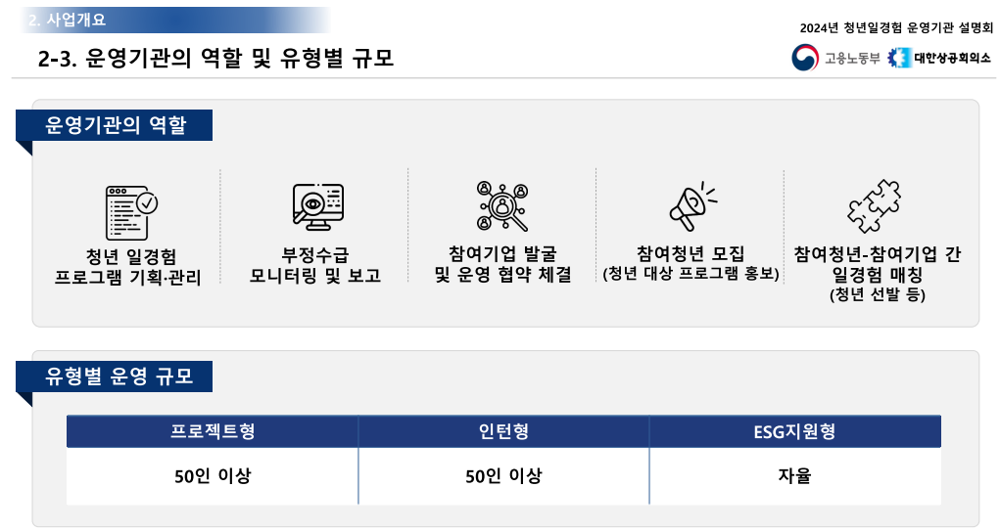 2. 사업개요
2024년 청년일경험 운영기관 설명회
2-3. 운영기관의 역할 및 유형별 규모
고용노동부 대한상공회의소
운영기관의 역할
청년 일경험
프로그램 기획·관리
부정수급
모니터링 및 보고
참여기업 발굴
및 운영 협약 체결
참여청년 모집
(청년 대상 프로그램 홍보)
참여청년-참여기업 간
일경험 매칭
(청년 선발 등)
유형별 운영 규모
프로젝트형 인턴형 ESG지원형
50인 이상 50인 이상 자율